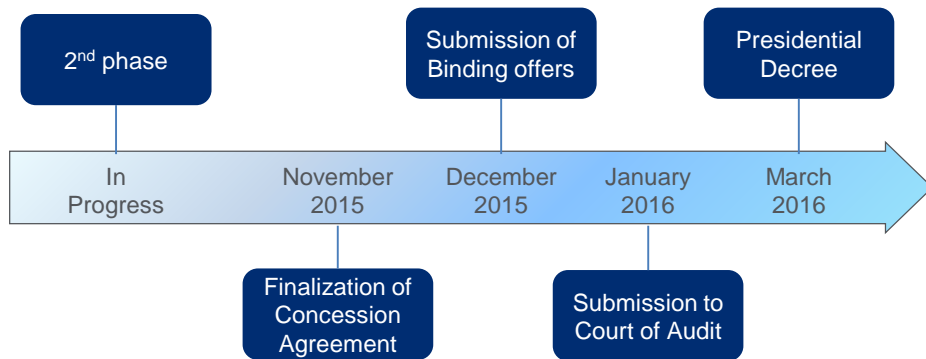 2nd phase
Submission of
Binding offers
Presidential
Decree
In
Progress
November
2015
December
2015
January
2016
March
2016
Finalization of
Concession
Agreement
Submission to
Court of Audit